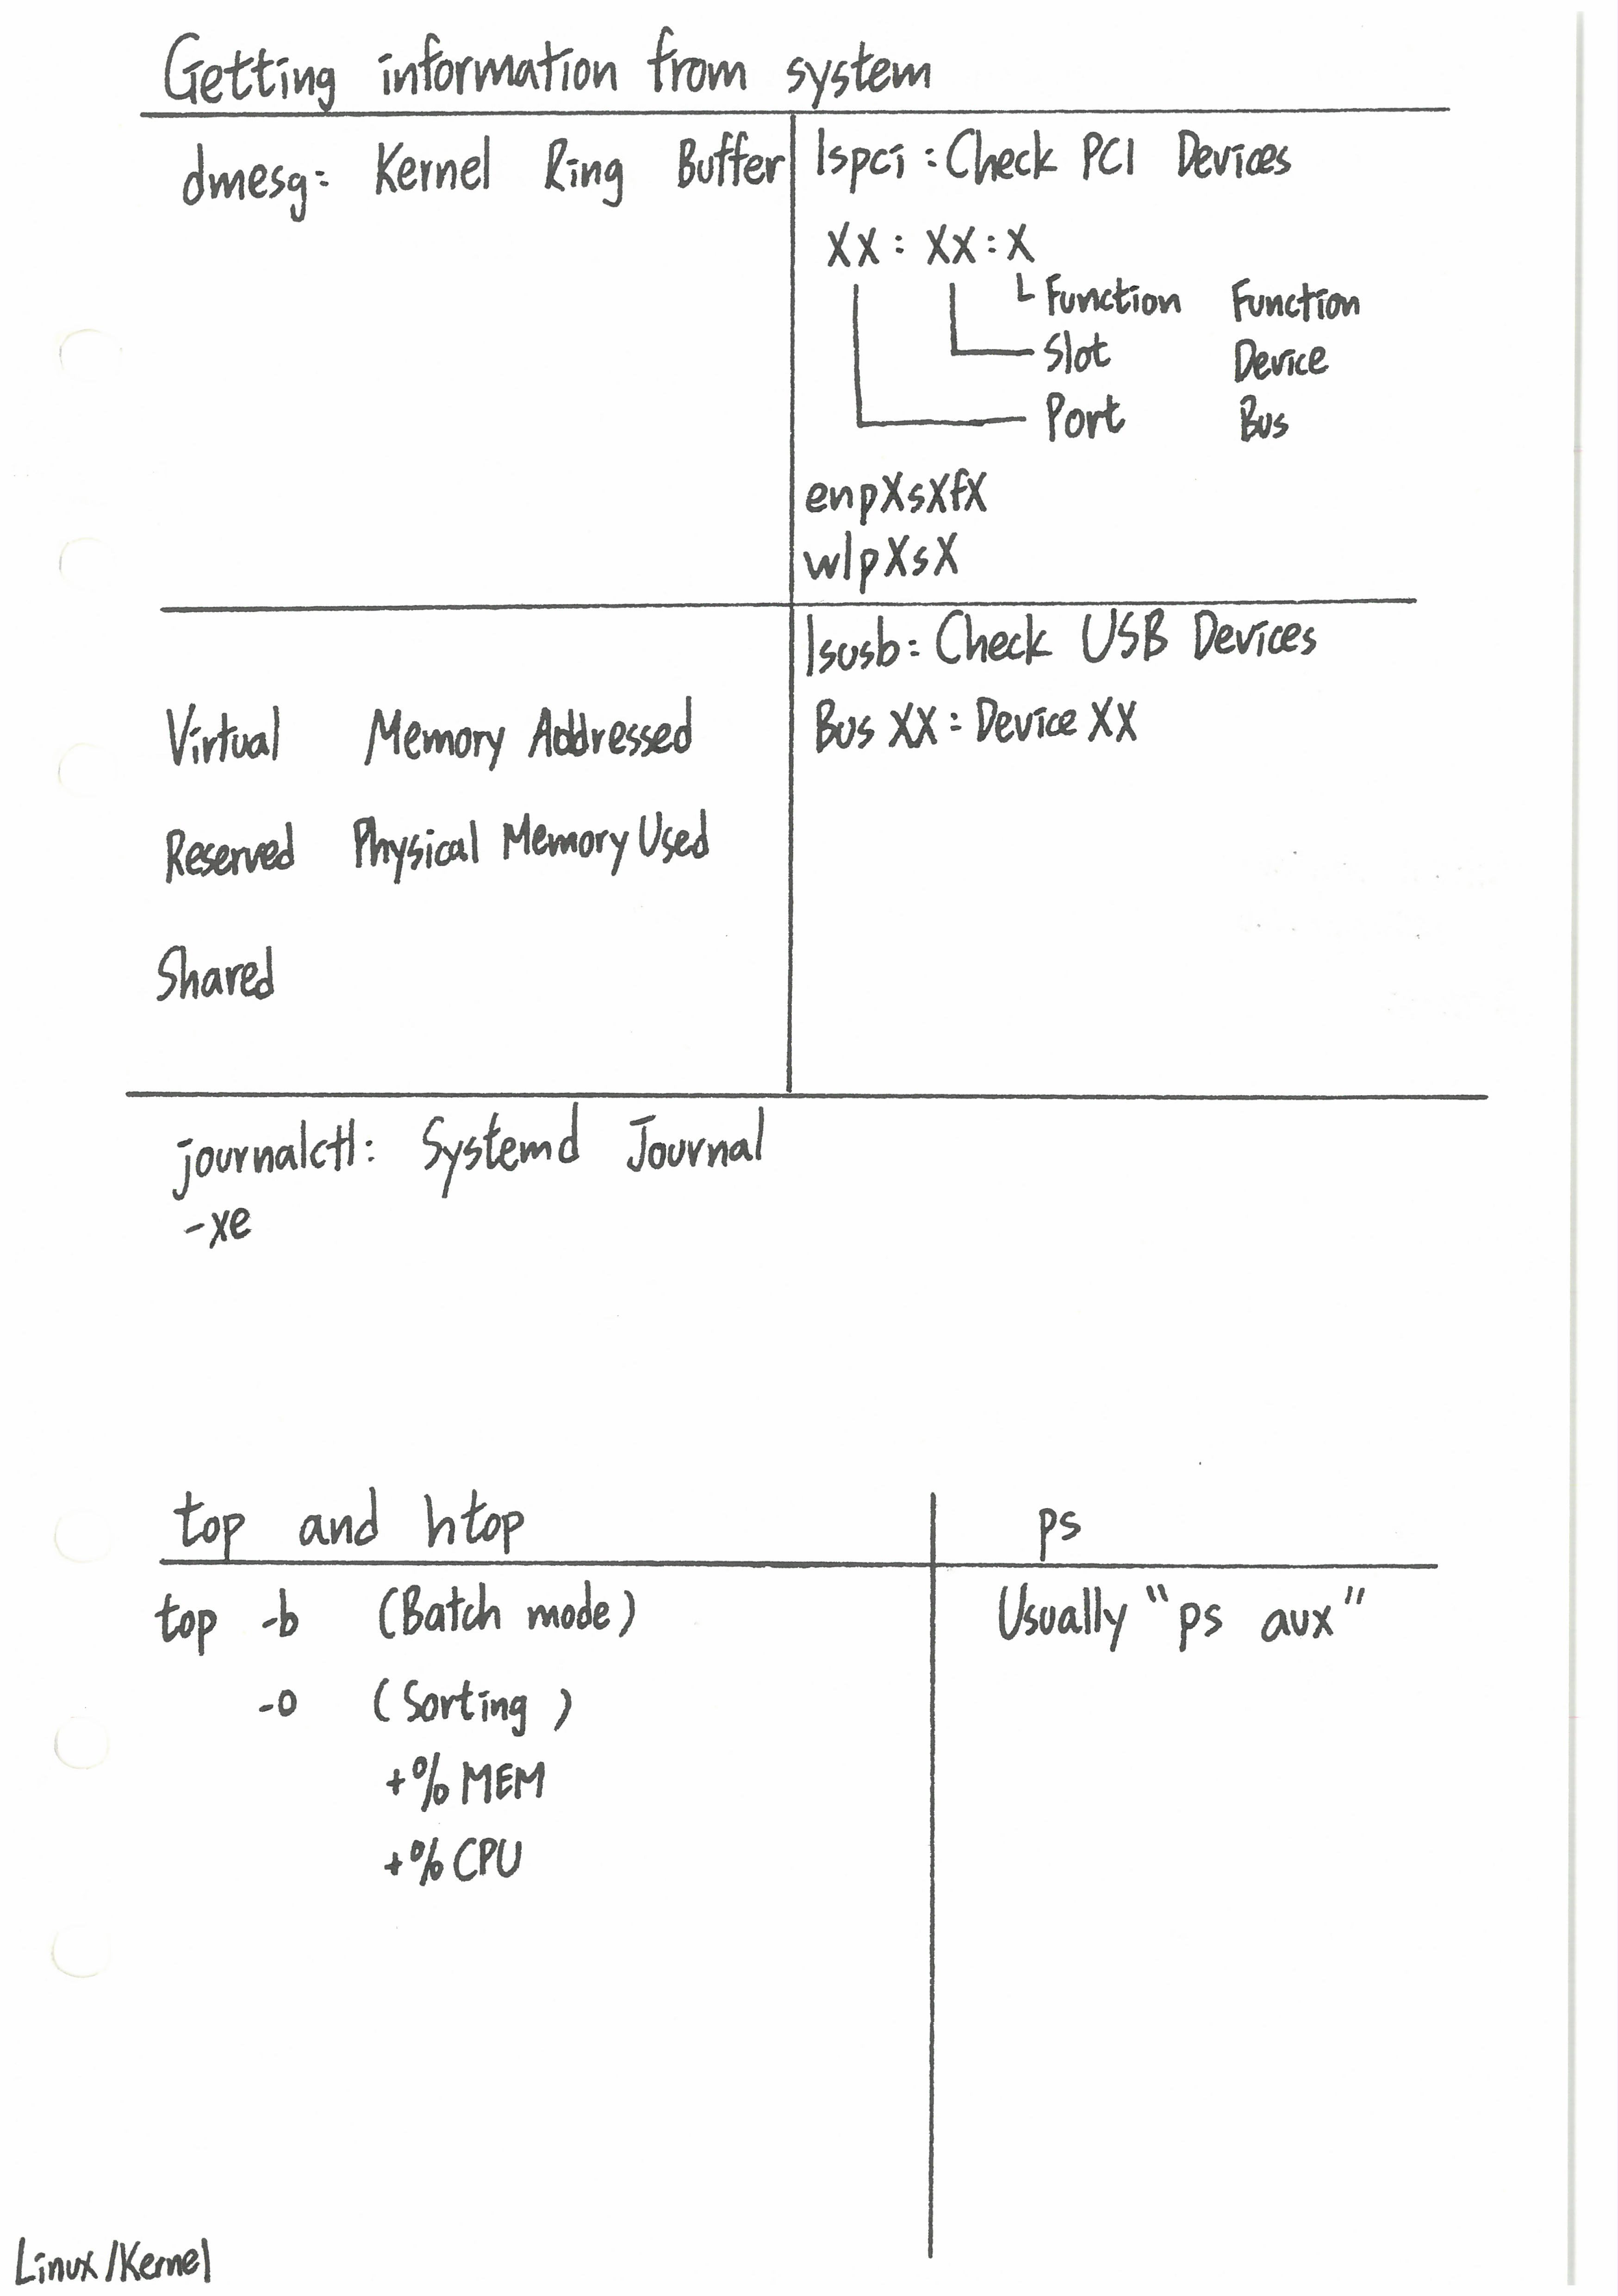 Getting information from system
dmesg: Kernel Ring Buffer
lspci : Check PCI Devices
XX : XX : X
Function Function
Slot Device
Port Bus
enpXsXfX
wlpXsX
lsusb: Check USB Devices
Bus XX : Device XX
Virtual Memory Addressed
Reserved Physical Memory Used
Shared
journalctl: Systemd Journal
-xe
top and htop
top -b (Batch mode)
-o (Sorting)
+%MEM
+%CPU
ps
Usually "ps aux"
Linux/Kernel